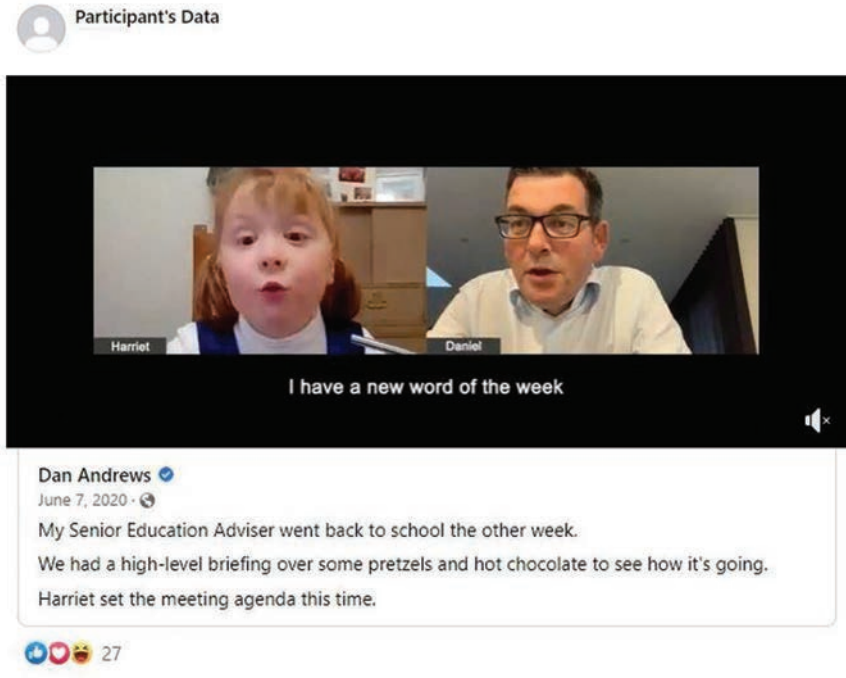 Participant's Data
Harriet
Daniel
I have a new word of the week
Dan Andrews
June 7, 2020 ·
My Senior Education Adviser went back to school the other week.
We had a high-level briefing over some pretzels and hot chocolate to see how it's going.
Harriet set the meeting agenda this time.
27